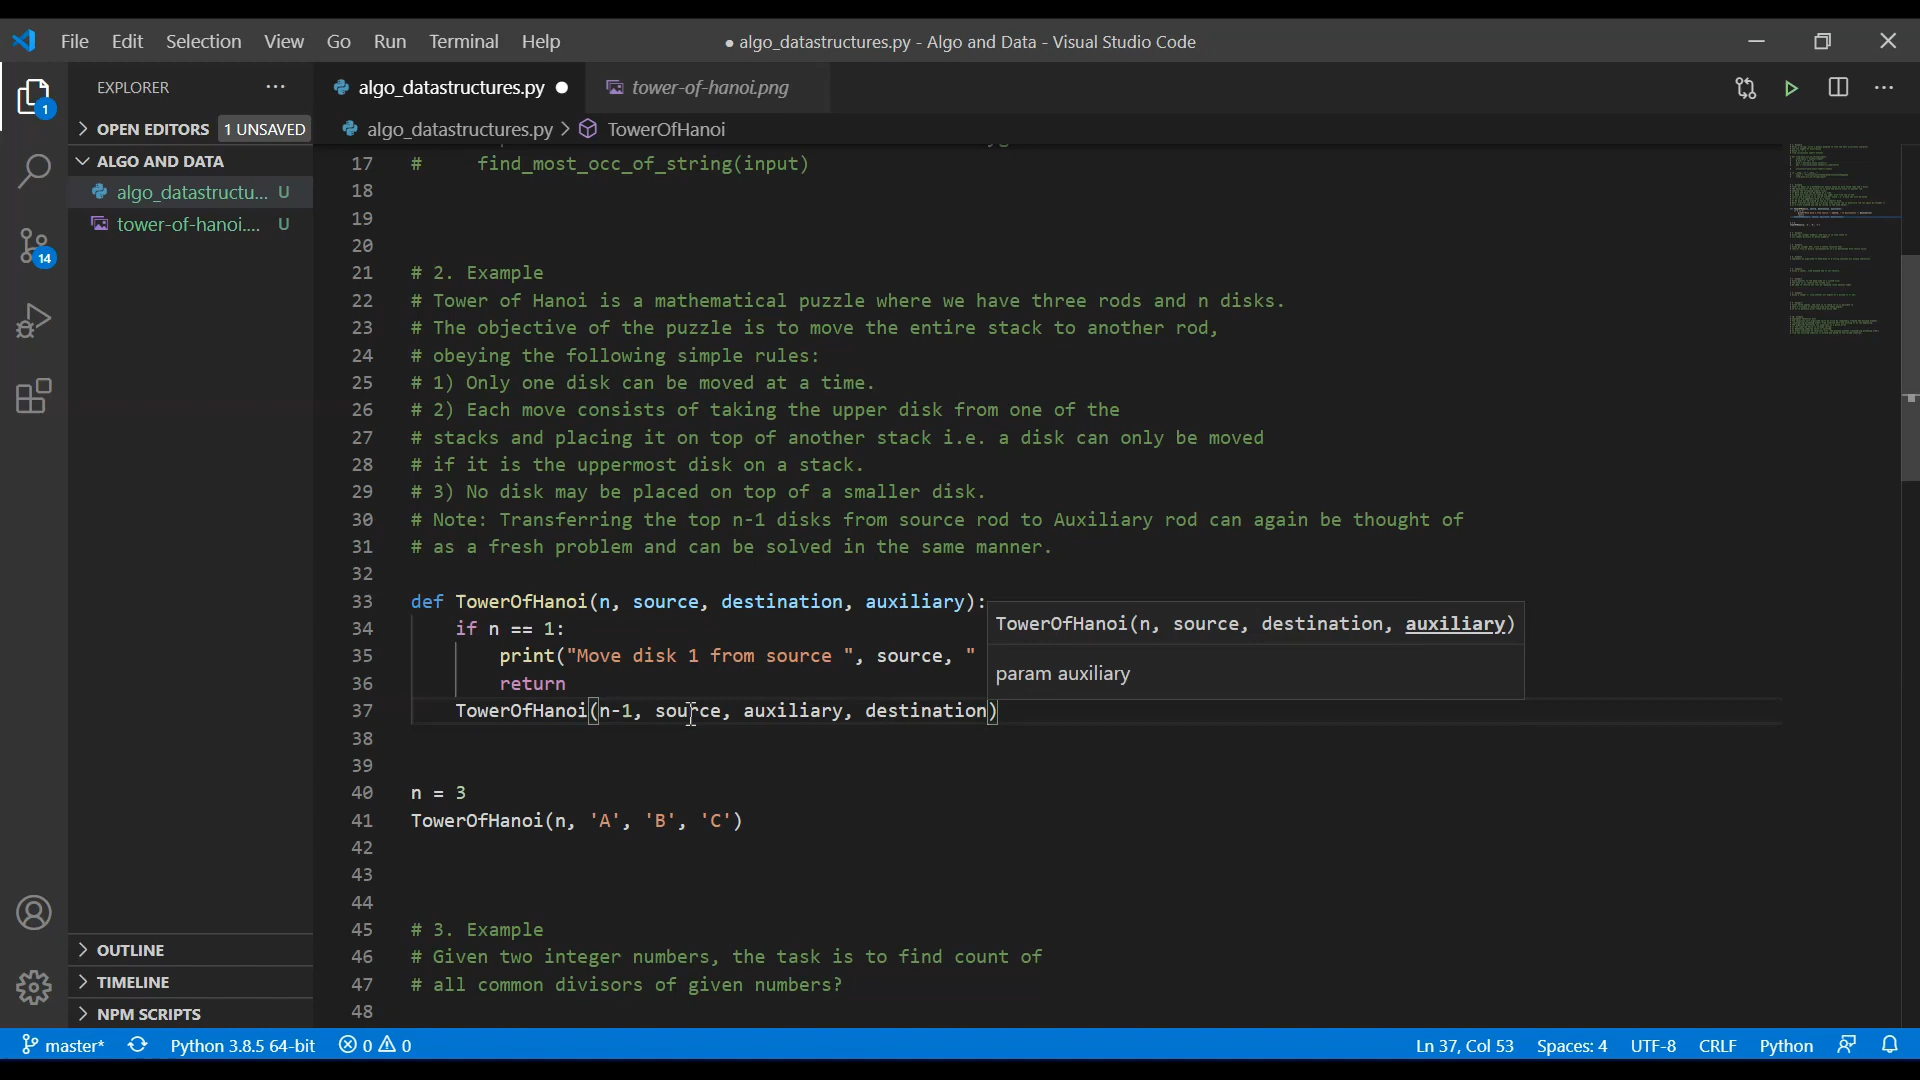 File Edit Selection View Go Run Terminal Help
● algo_datastructures.py - Algo and Data - Visual Studio Code
EXPLORER
algo_datastructures.py
tower-of-hanoi.png
OPEN EDITORS 1 UNSAVED
algo_datastructures.py > TowerOfHanoi
ALGO AND DATA
algo_datastructu... U
tower-of-hanoi.... U
1
14
17 # find_most_occ_of_string(input)
18
19
20
21 # 2. Example
22 # Tower of Hanoi is a mathematical puzzle where we have three rods and n disks.
23 # The objective of the puzzle is to move the entire stack to another rod,
24 # obeying the following simple rules:
25 # 1) Only one disk can be moved at a time.
26 # 2) Each move consists of taking the upper disk from one of the
27 # stacks and placing it on top of another stack i.e. a disk can only be moved
28 # if it is the uppermost disk on a stack.
29 # 3) No disk may be placed on top of a smaller disk.
30 # Note: Transferring the top n-1 disks from source rod to Auxiliary rod can again be thought of
31 # as a fresh problem and can be solved in the same manner.
32
33 def TowerOfHanoi(n, source, destination, auxiliary):
34 if n == 1:
35 print("Move disk 1 from source ", source, "
36 return
37 TowerOfHanoi(n-1, source, auxiliary, destination)
38
39
40 n = 3
41 TowerOfHanoi(n, 'A', 'B', 'C')
42
43
44
45 # 3. Example
46 # Given two integer numbers, the task is to find count of
47 # all common divisors of given numbers?
48
TowerOfHanoi(n, source, destination, auxiliary)
param auxiliary
OUTLINE
TIMELINE
NPM SCRIPTS
master* Python 3.8.5 64-bit 0 0 Ln 37, Col 53 Spaces: 4 UTF-8 CRLF Python